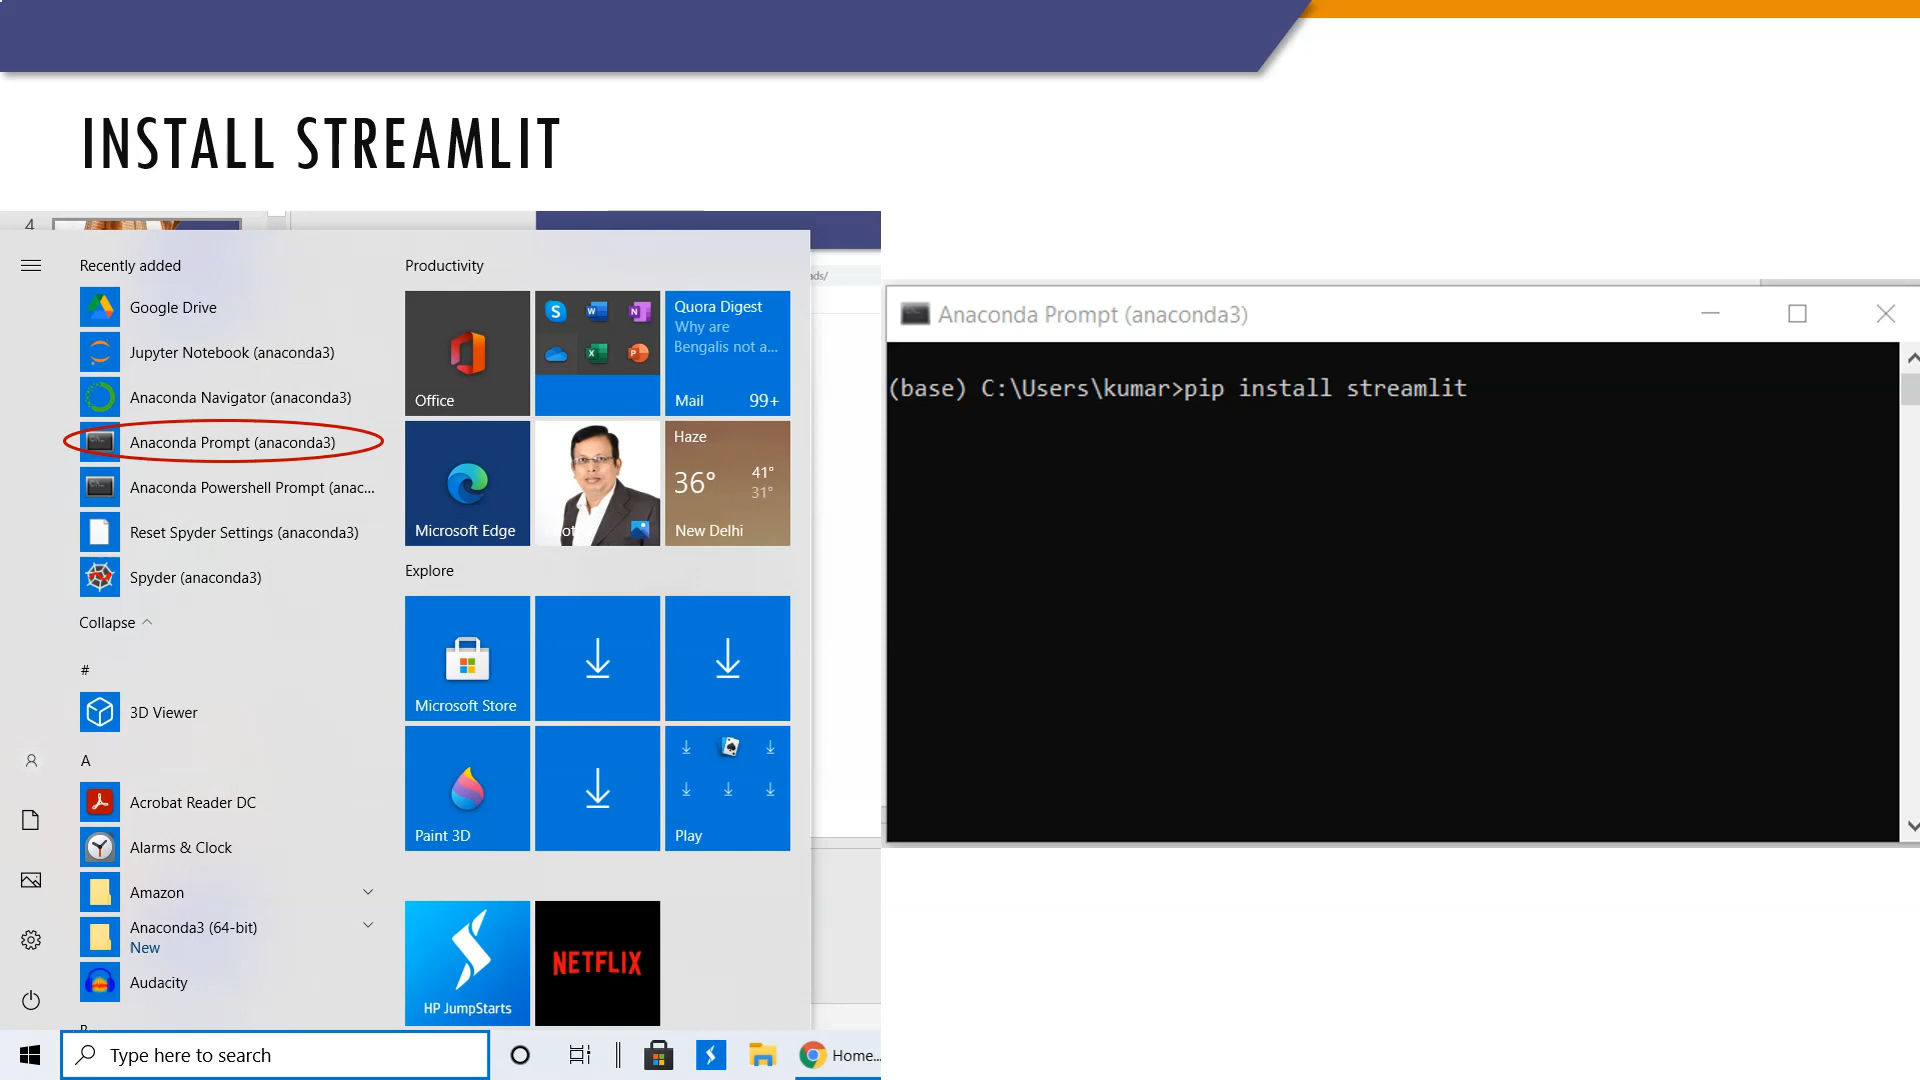 INSTALL STREAMLIT
4
Recently added
Google Drive
Jupyter Notebook (anaconda3)
Anaconda Navigator (anaconda3)
Anaconda Prompt (anaconda3)
Anaconda Powershell Prompt (anac...
Reset Spyder Settings (anaconda3)
Spyder (anaconda3)
Collapse
#
3D Viewer
A
Acrobat Reader DC
Alarms & Clock
Amazon
Anaconda3 (64-bit)
New
Audacity
Productivity
Office
Quora Digest
Why are
Bengalis not a...
Mail 99+
Microsoft Edge
Haze
36° 41°
31°
New Delhi
Explore
Microsoft Store
Paint 3D
Play
HP JumpStarts
NETFLIX
Type here to search
Home...
ads/
Anaconda Prompt (anaconda3)
(base) C:\Users\kumar>pip install streamlit